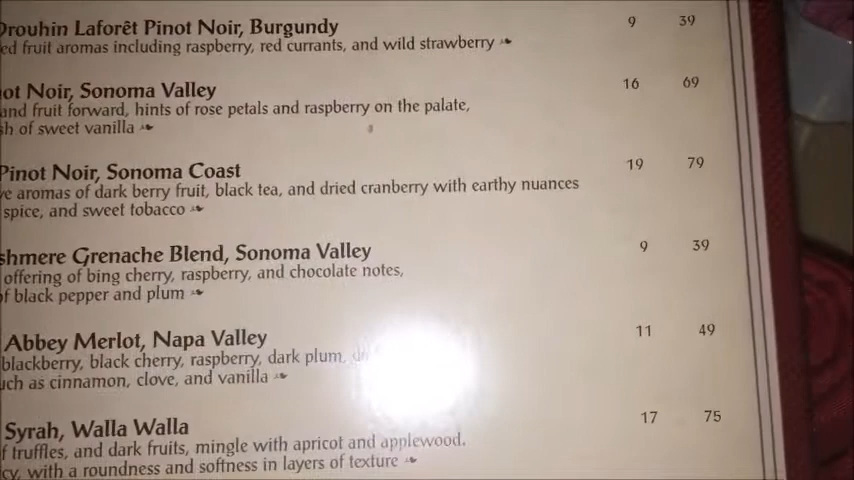 Drouhin Laforêt Pinot Noir, Burgundy 9 39
ed fruit aromas including raspberry, red currants, and wild strawberry
ot Noir, Sonoma Valley 16 69
and fruit forward, hints of rose petals and raspberry on the palate,
sh of sweet vanilla
Pinot Noir, Sonoma Coast 19 79
ve aromas of dark berry fruit, black tea, and dried cranberry with earthy nuances
spice, and sweet tobacco
shmere Grenache Blend, Sonoma Valley 9 39
offering of bing cherry, raspberry, and chocolate notes,
of black pepper and plum
Abbey Merlot, Napa Valley 11 49
blackberry, black cherry, raspberry, dark plum,
uch as cinnamon, clove, and vanilla
Syrah, Walla Walla 17 75
f truffles, and dark fruits, mingle with apricot and applewood.
cy, with a roundness and softness in layers of texture